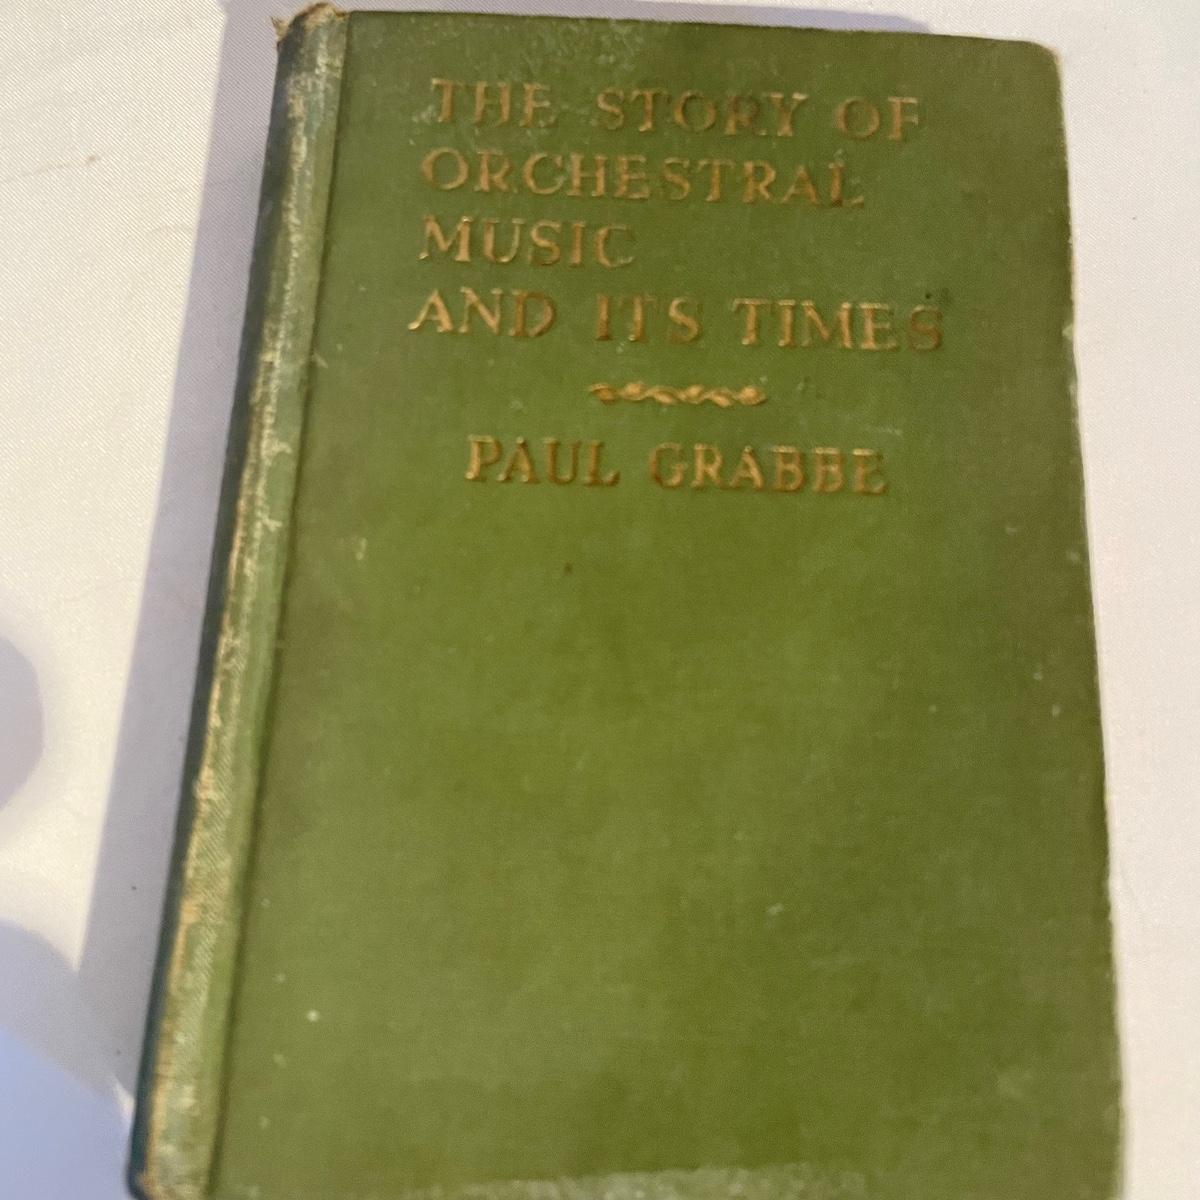 THE STORY OF
ORCHESTRAL
MUSIC
AND ITS TIMES
PAUL GRABBE